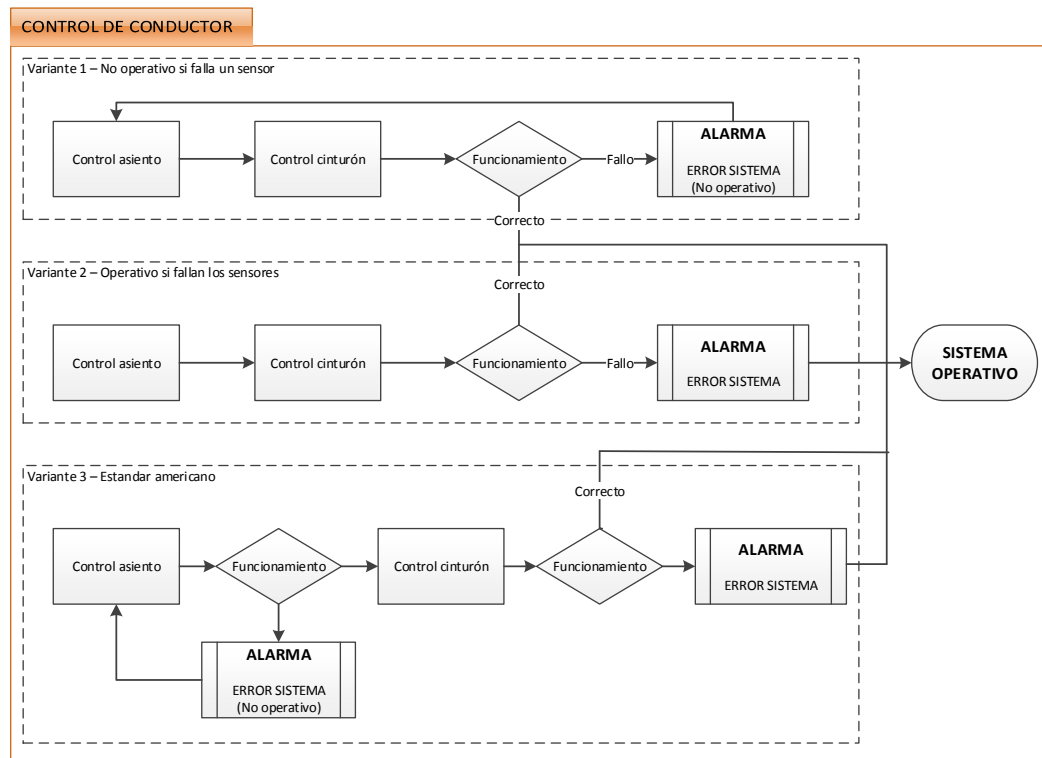 CONTROL DE CONDUCTOR
Variante 1 – No operativo si falla un sensor
Control asiento
Control cinturón
Funcionamiento
Fallo
ALARMA
ERROR SISTEMA
(No operativo)
Correcto
Variante 2 – Operativo si fallan los sensores
Correcto
Control asiento
Control cinturón
Funcionamiento
Fallo
ALARMA
ERROR SISTEMA
SISTEMA
OPERATIVO
Variante 3 – Estandar americano
Correcto
Control asiento
Funcionamiento
Control cinturón
Funcionamiento
ALARMA
ERROR SISTEMA
ALARMA
ERROR SISTEMA
(No operativo)